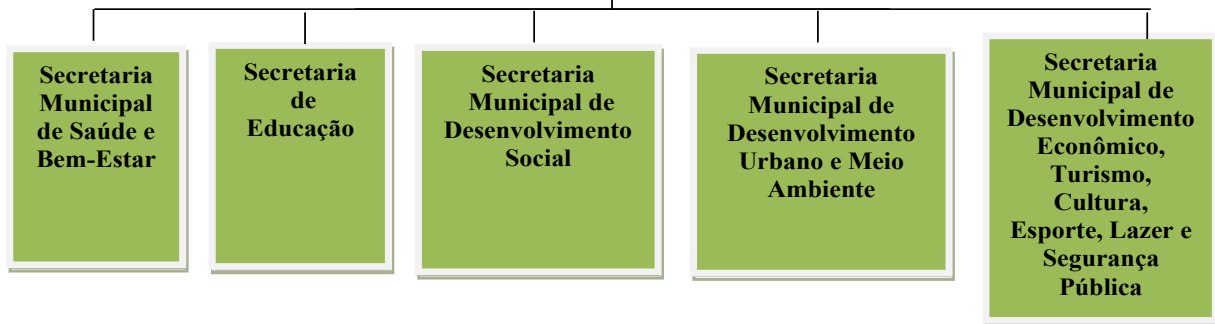 Secretaria
Municipal
de Saúde e
Bem-Estar
Secretaria
de
Educação
Secretaria
Municipal de
Desenvolvimento
Social
Secretaria
Municipal de
Desenvolvimento
Urbano e Meio
Ambiente
Secretaria
Municipal de
Desenvolvimento
Econômico,
Turismo,
Cultura,
Esporte, Lazer e
Segurança
Pública